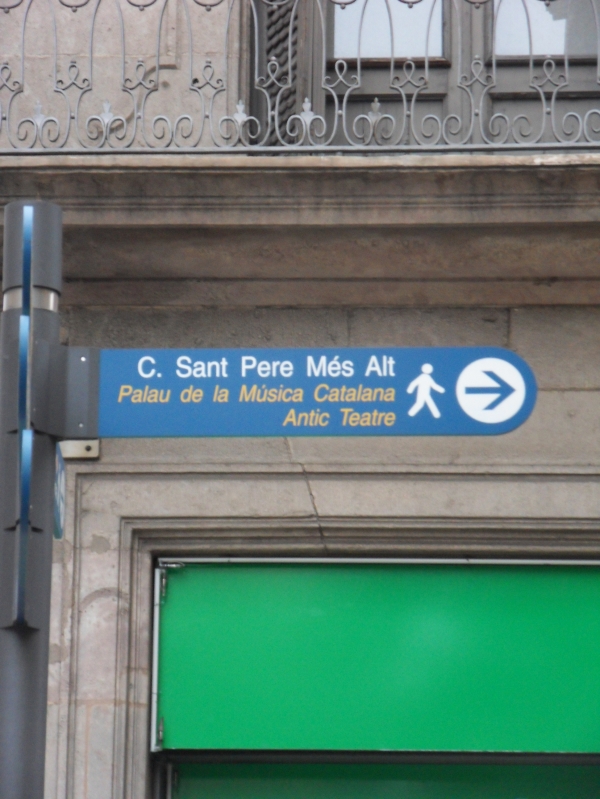 C. Sant Pere Més Alt
Palau de la Música Catalana
Antic Teatre